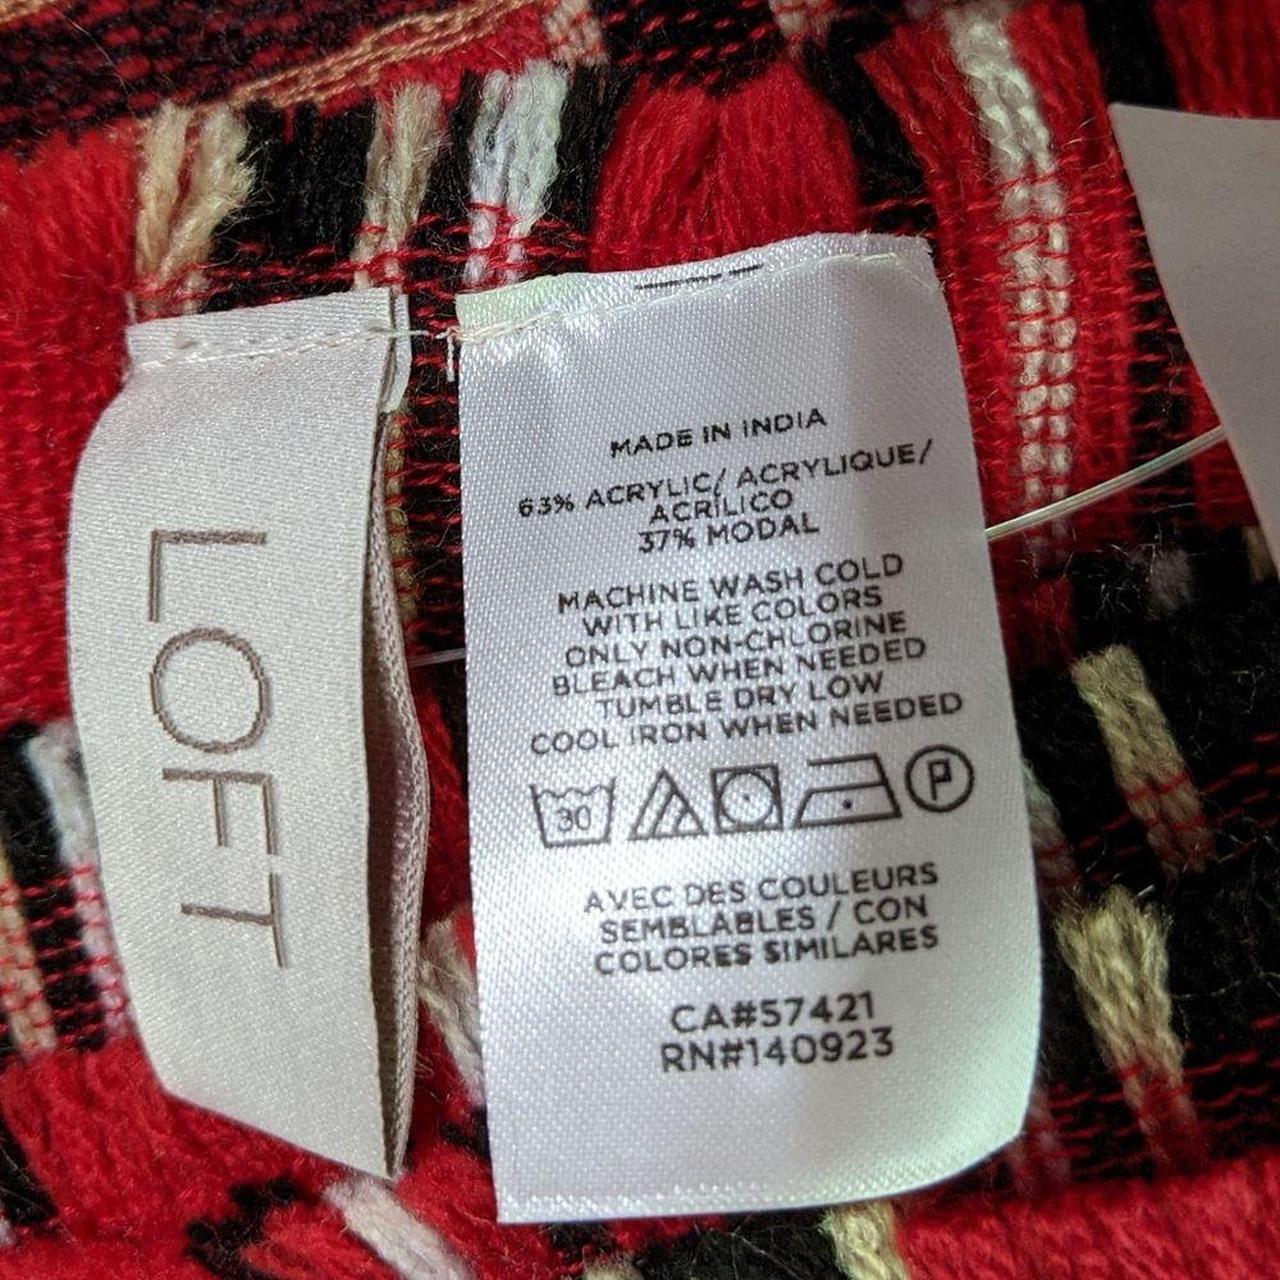 LOFT
MADE IN INDIA
63% ACRYLIC/ ACRYLIQUE/
ACRÍLICO
37% MODAL
MACHINE WASH COLD
WITH LIKE COLORS
ONLY NON-CHLORINE
BLEACH WHEN NEEDED
TUMBLE DRY LOW
COOL IRON WHEN NEEDED
30 P
AVEC DES COULEURS
SEMBLABLES / CON
COLORES SIMILARES
CA#57421
RN#140923